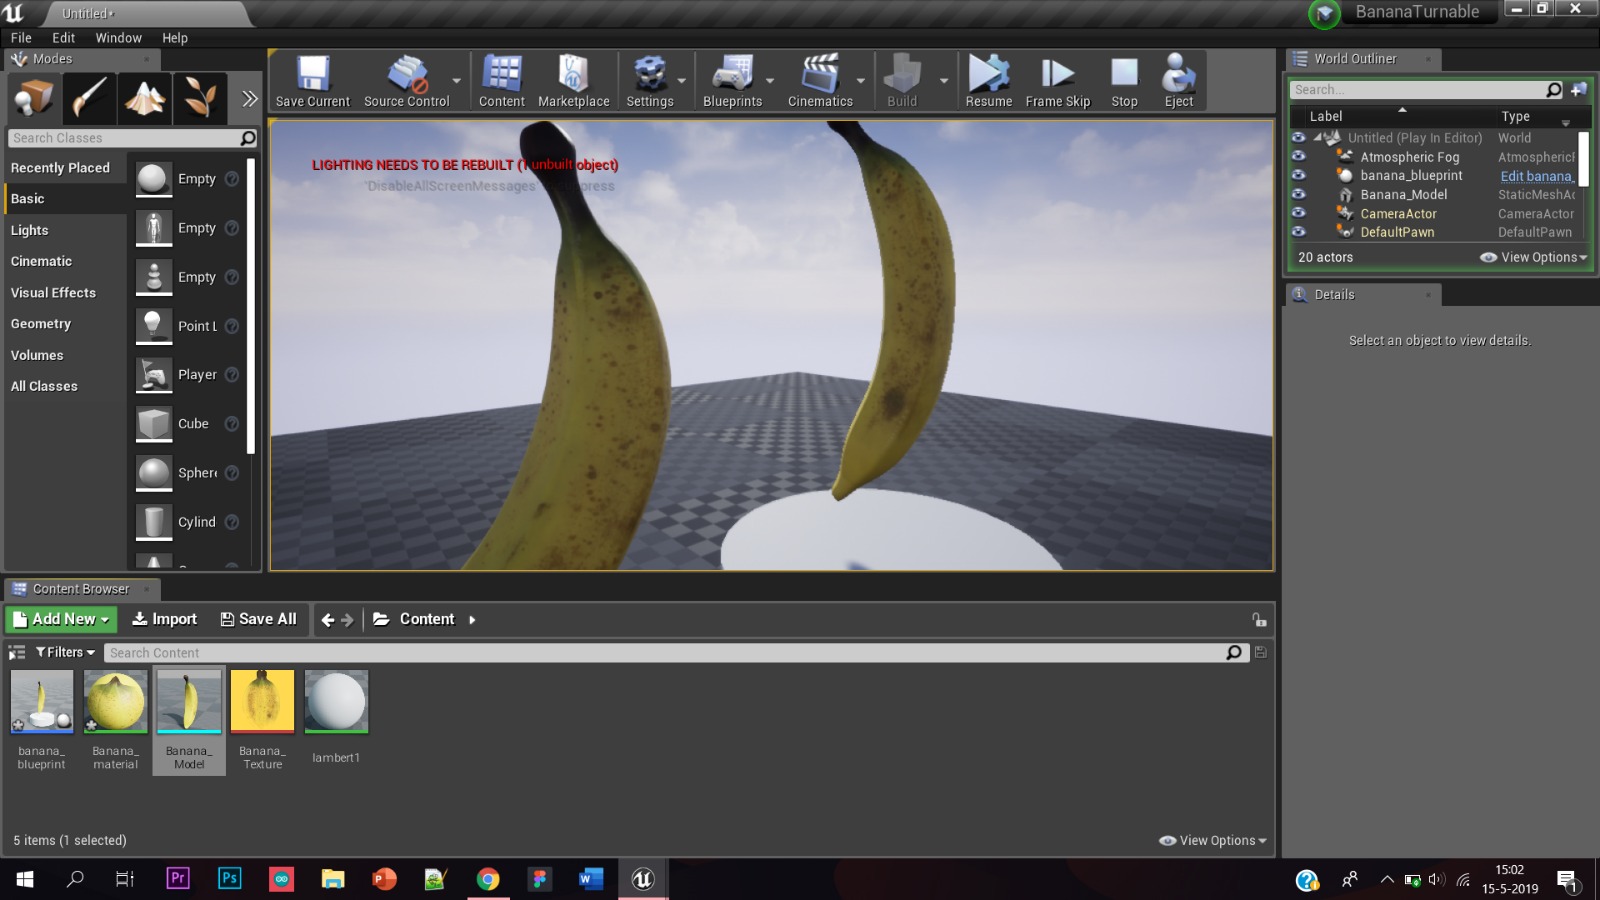 Untitled*
BananaTurnable
File Edit Window Help
Modes
Search Classes
Recently Placed
Basic
Lights
Cinematic
Visual Effects
Geometry
Volumes
All Classes
Empty
Empty
Empty
Point L
Player
Cube
Sphere
Cylind
Save Current Source Control Content Marketplace Settings Blueprints Cinematics Build Resume Frame Skip Stop Eject
LIGHTING NEEDS TO BE REBUILT (1 unbuilt object)
'DisableAllScreenMessages'
World Outliner
Search...
Label Type
Untitled (Play In Editor) World
Atmospheric Fog Atmospheric
banana_blueprint Edit banana_
Banana_Model StaticMeshAc
CameraActor CameraActor
DefaultPawn DefaultPawn
20 actors View Options
Details
Select an object to view details.
Content Browser
Add New Import Save All Content
Filters Search Content
banana_
blueprint
Banana_
material
Banana_
Model
Banana_
Texture
lambert1
5 items (1 selected) View Options
Pr Ps
15:02
15-5-2019
1